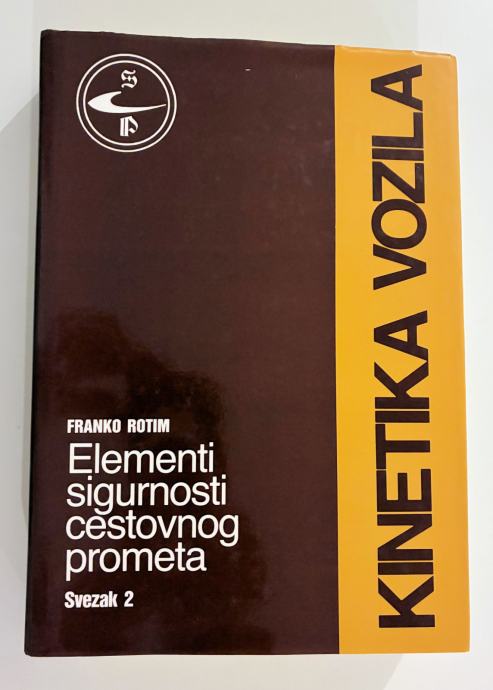 S
P
FRANKO ROTIM
Elementi
sigurnosti
cestovnog
prometa
Svezak 2
KINETIKA VOZILA